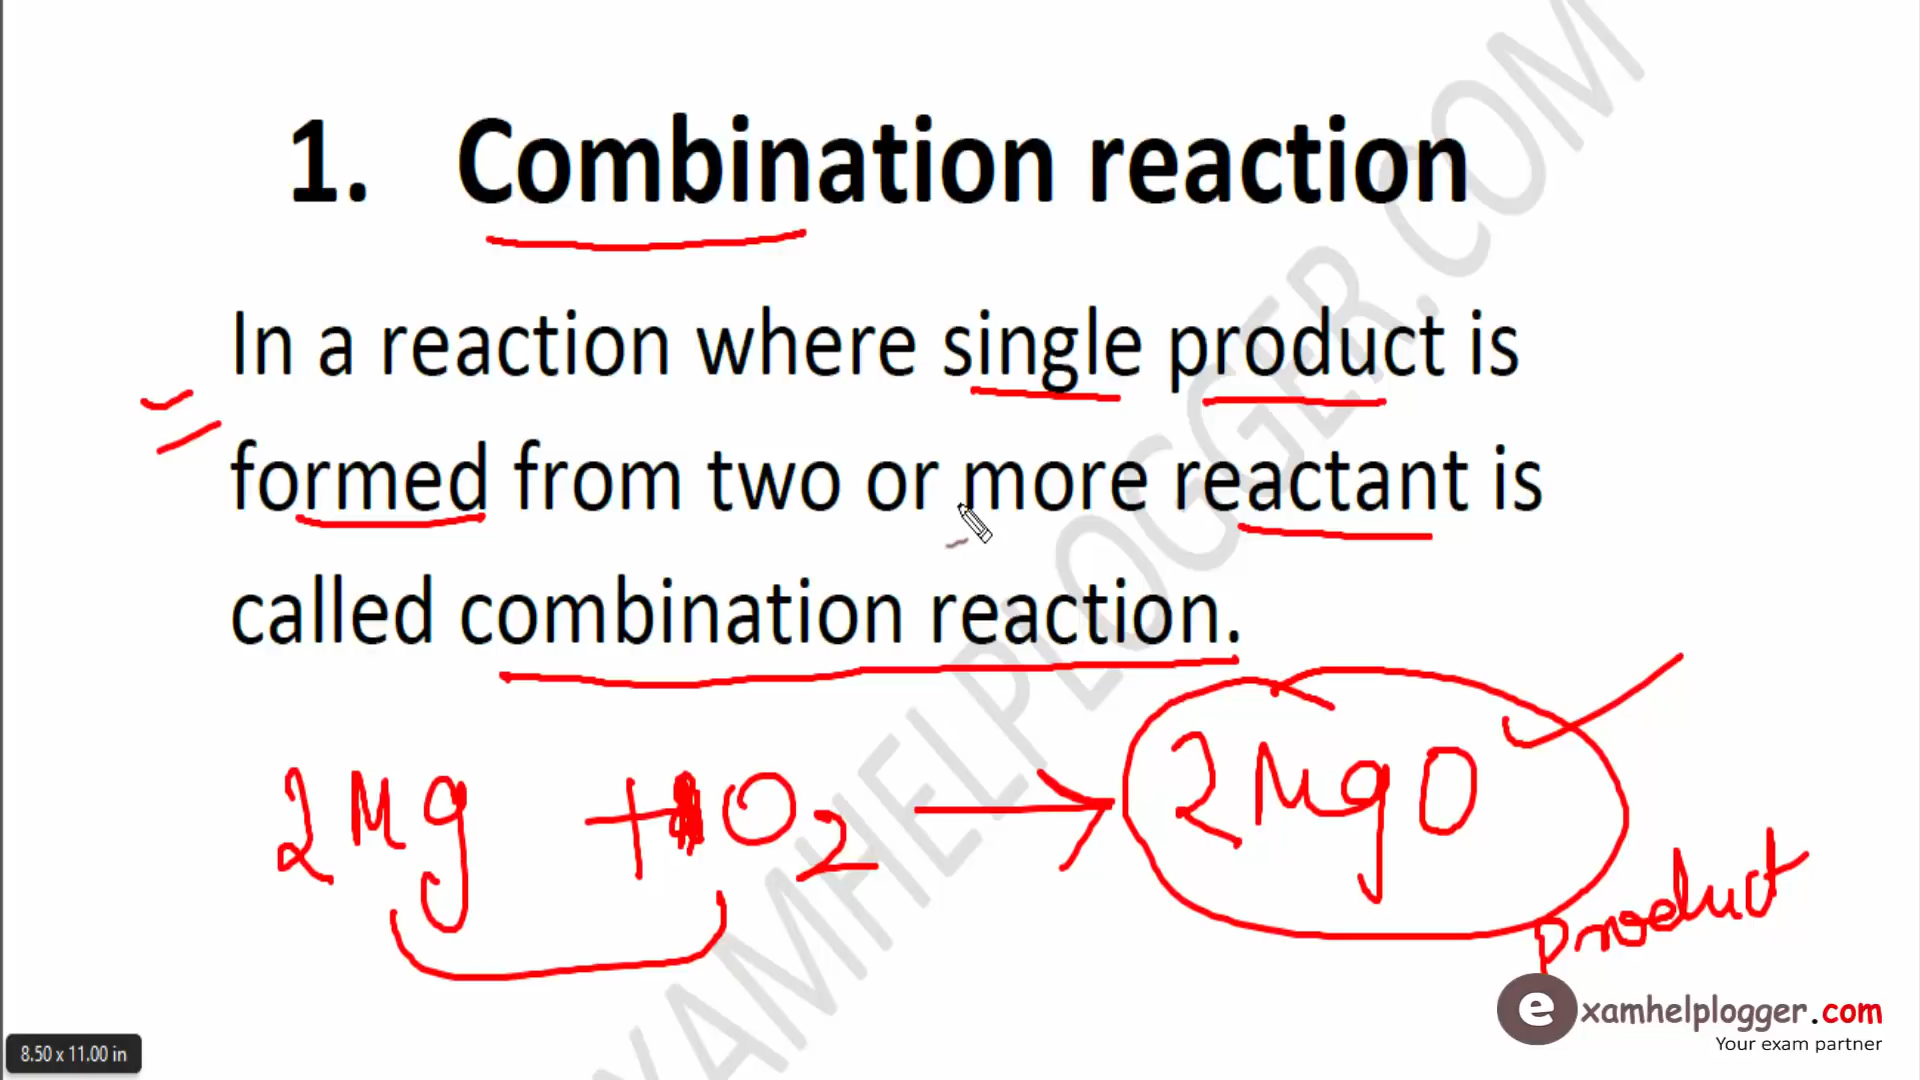 1. Combination reaction
In a reaction where single product is
formed from two or more reactant is
called combination reaction.
2Mg + O2 → 2MgO
product
examhelplogger.com
Your exam partner
8.50 x 11.00 in
EXAMHELPLOGGER.COM